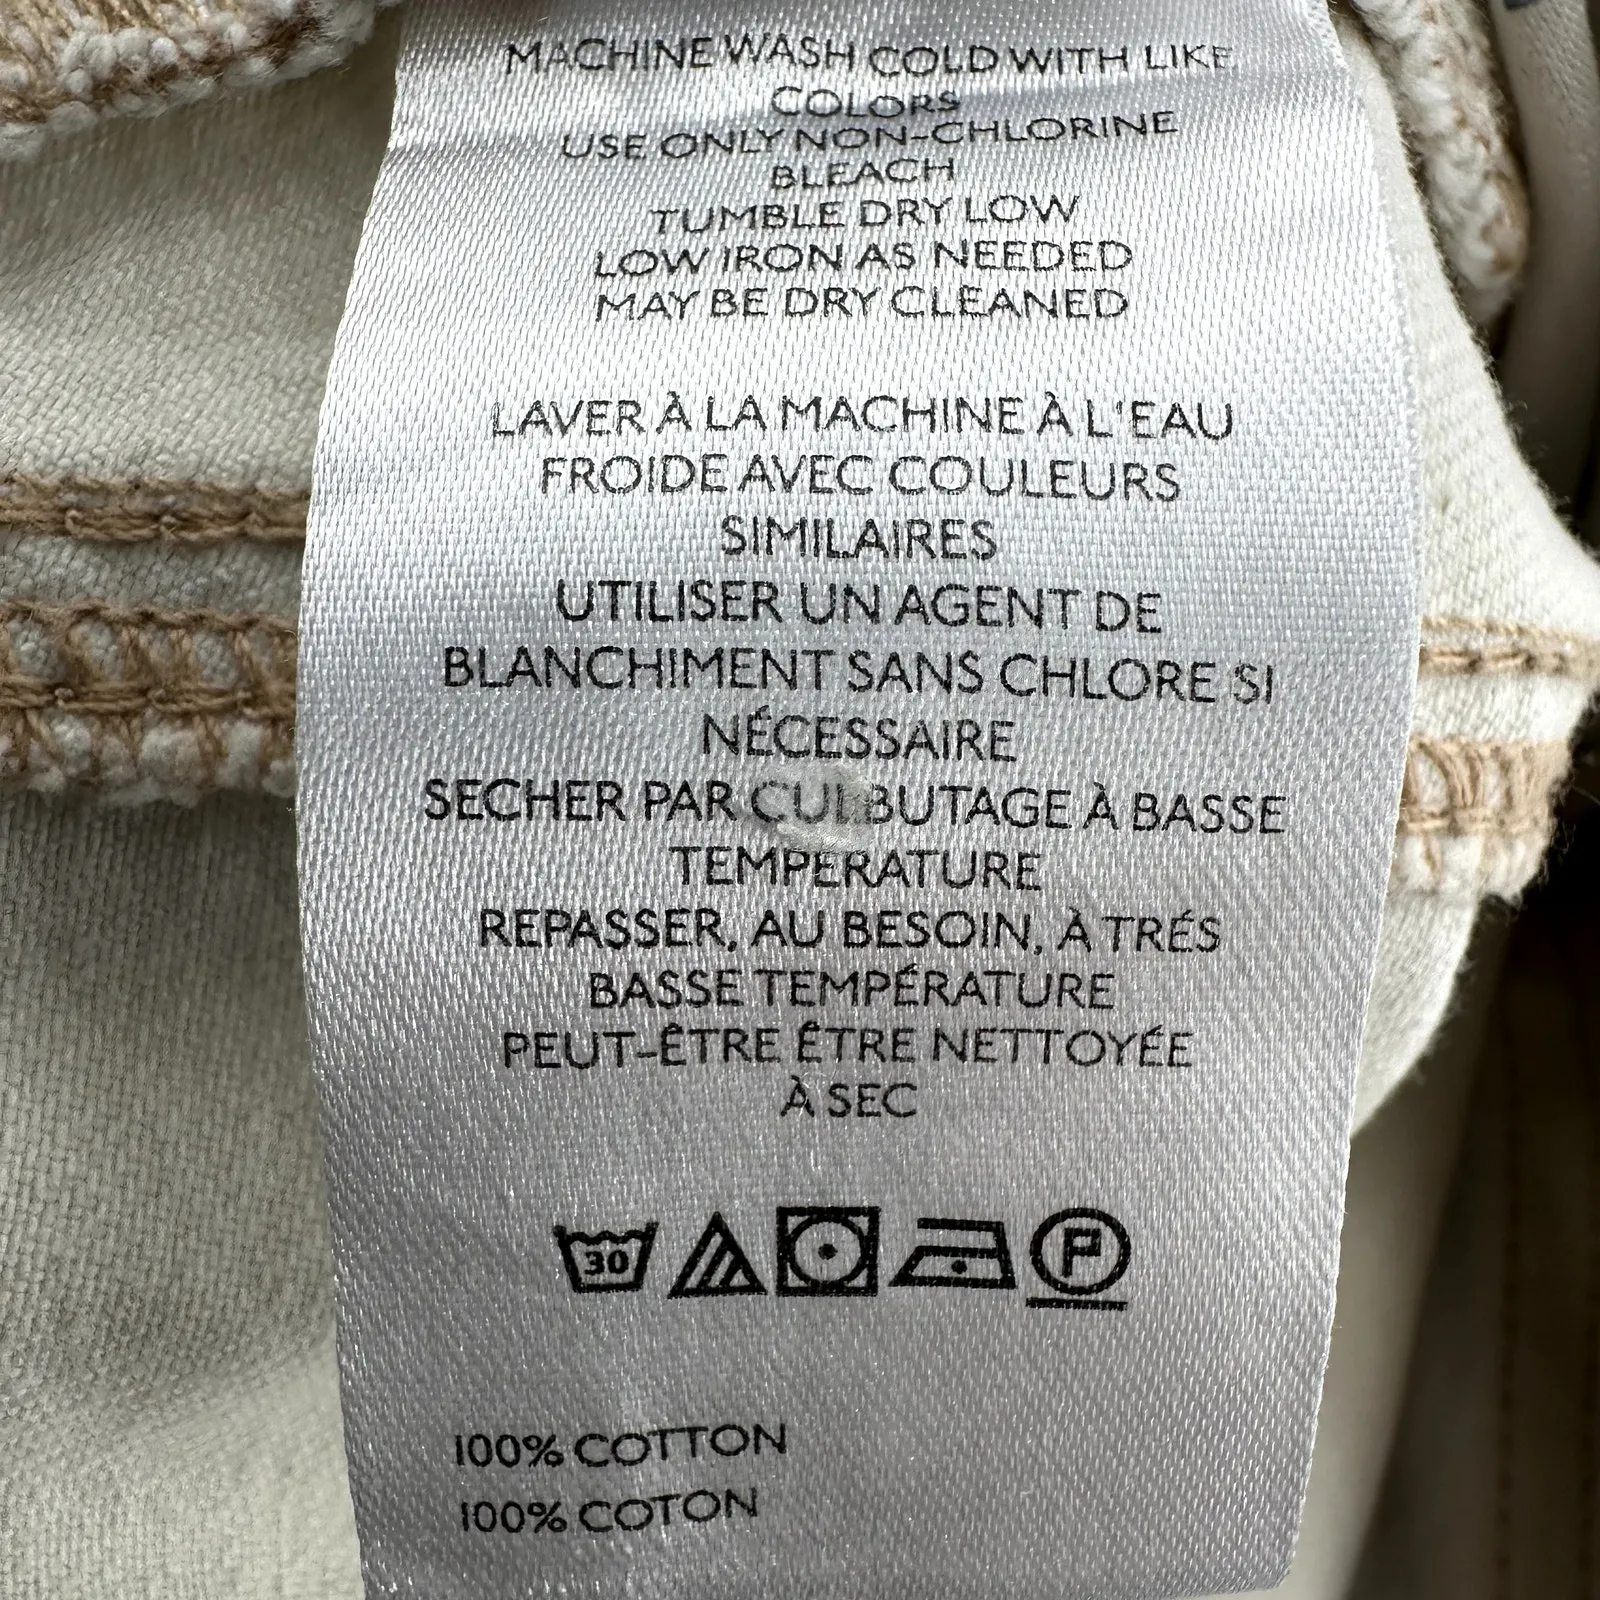 MACHINE WASH COLD WITH LIKE
COLORS
USE ONLY NON-CHLORINE
BLEACH
TUMBLE DRY LOW
LOW IRON AS NEEDED
MAY BE DRY CLEANED
LAVER À LA MACHINE À L'EAU
FROIDE AVEC COULEURS
SIMILAIRES
UTILISER UN AGENT DE
BLANCHIMENT SANS CHLORE SI
NÉCESSAIRE
SECHER PAR CULBUTAGE À BASSE
TEMPERATURE
REPASSER, AU BESOIN, À TRÉS
BASSE TEMPÉRATURE
PEUT-ÊTRE ÊTRE NETTOYÉE
À SEC
30 P
100% COTTON
100% COTON